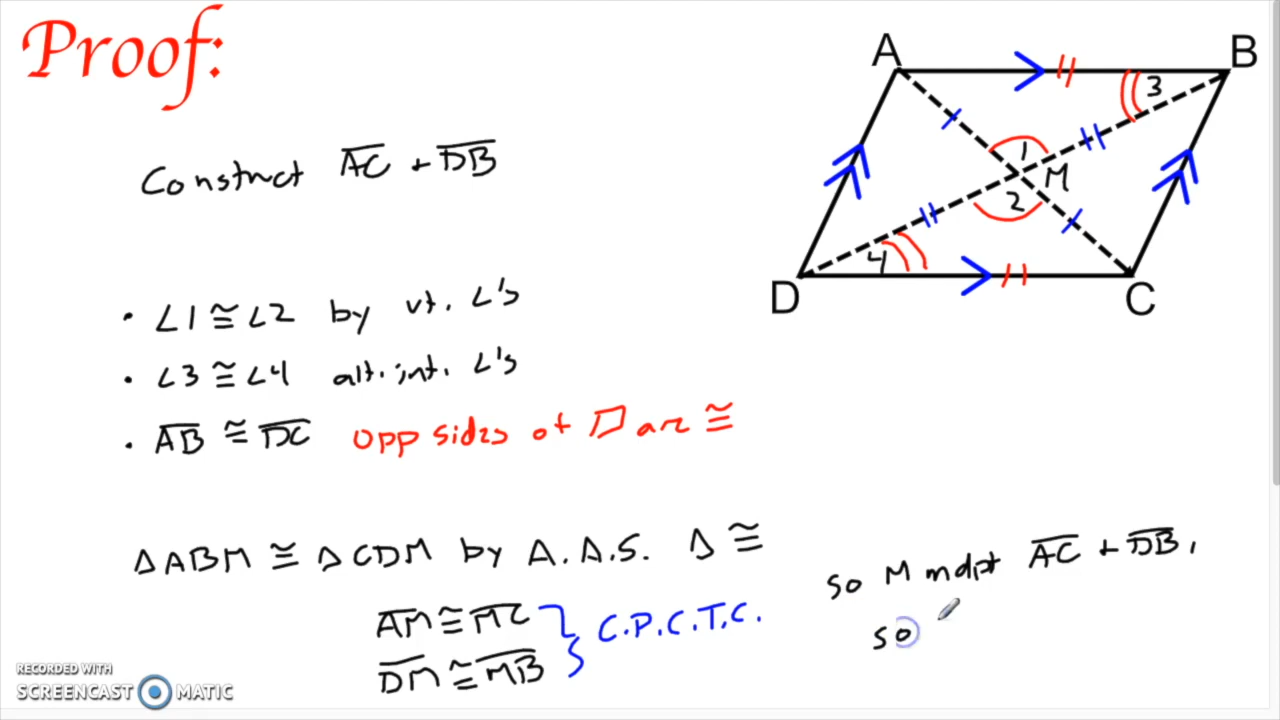 Proof:
Construct AC + DB
• ∠1 ≅ ∠2 by vt. ∠'s
• ∠3 ≅ ∠4 alt. int. ∠'s
• AB ≅ DC opp sides of ▱ are ≅
△ABM ≅ △CDM by A.A.S. △ ≅
AM ≅ MC
DM ≅ MB
C.P.C.T.C.
so M mdpt AC + DB,
so
A
B
3
1
M
2
4
D
C
RECORDED WITH
SCREENCAST MATIC